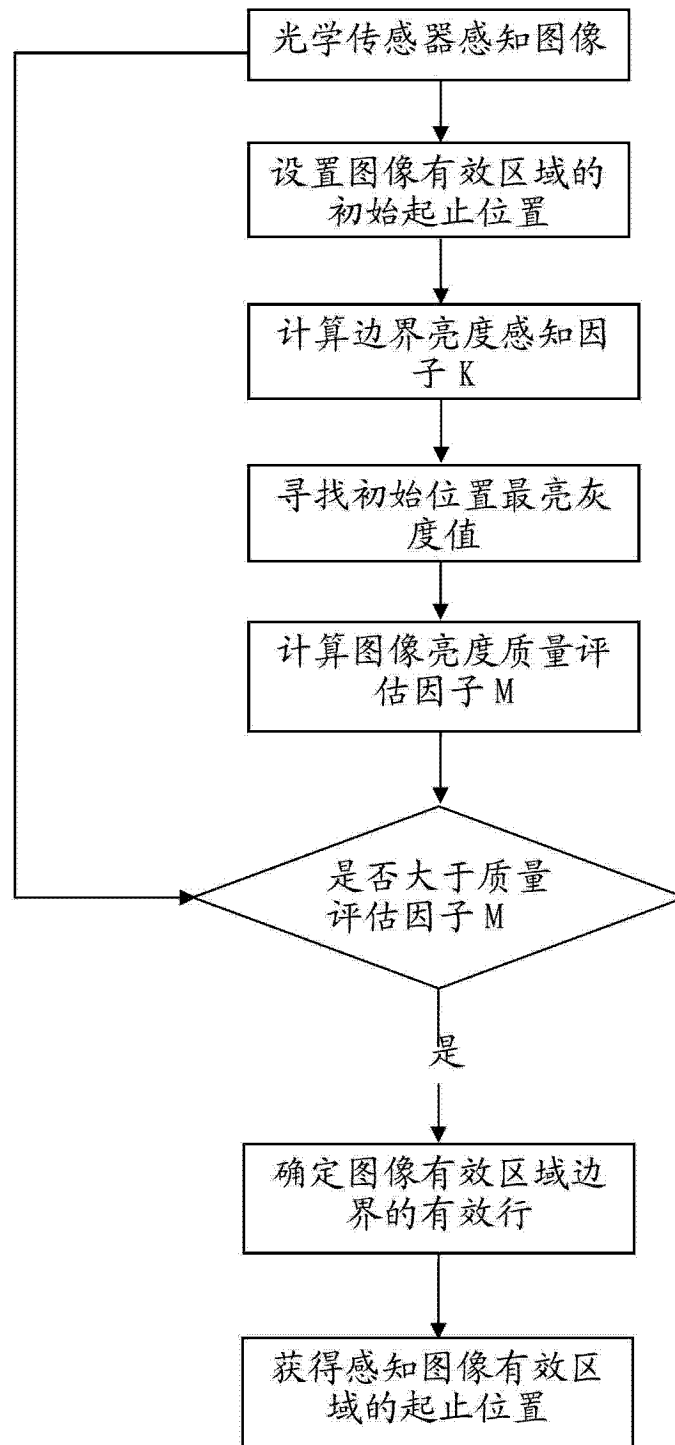 光学传感器感知图像
设置图像有效区域的
初始起止位置
计算边界亮度感知因
子 K
寻找初始位置最亮灰
度值
计算图像亮度质量评
估因子 M
是否大于质量
评估因子 M
是
确定图像有效区域边
界的有效行
获得感知图像有效区
域的起止位置